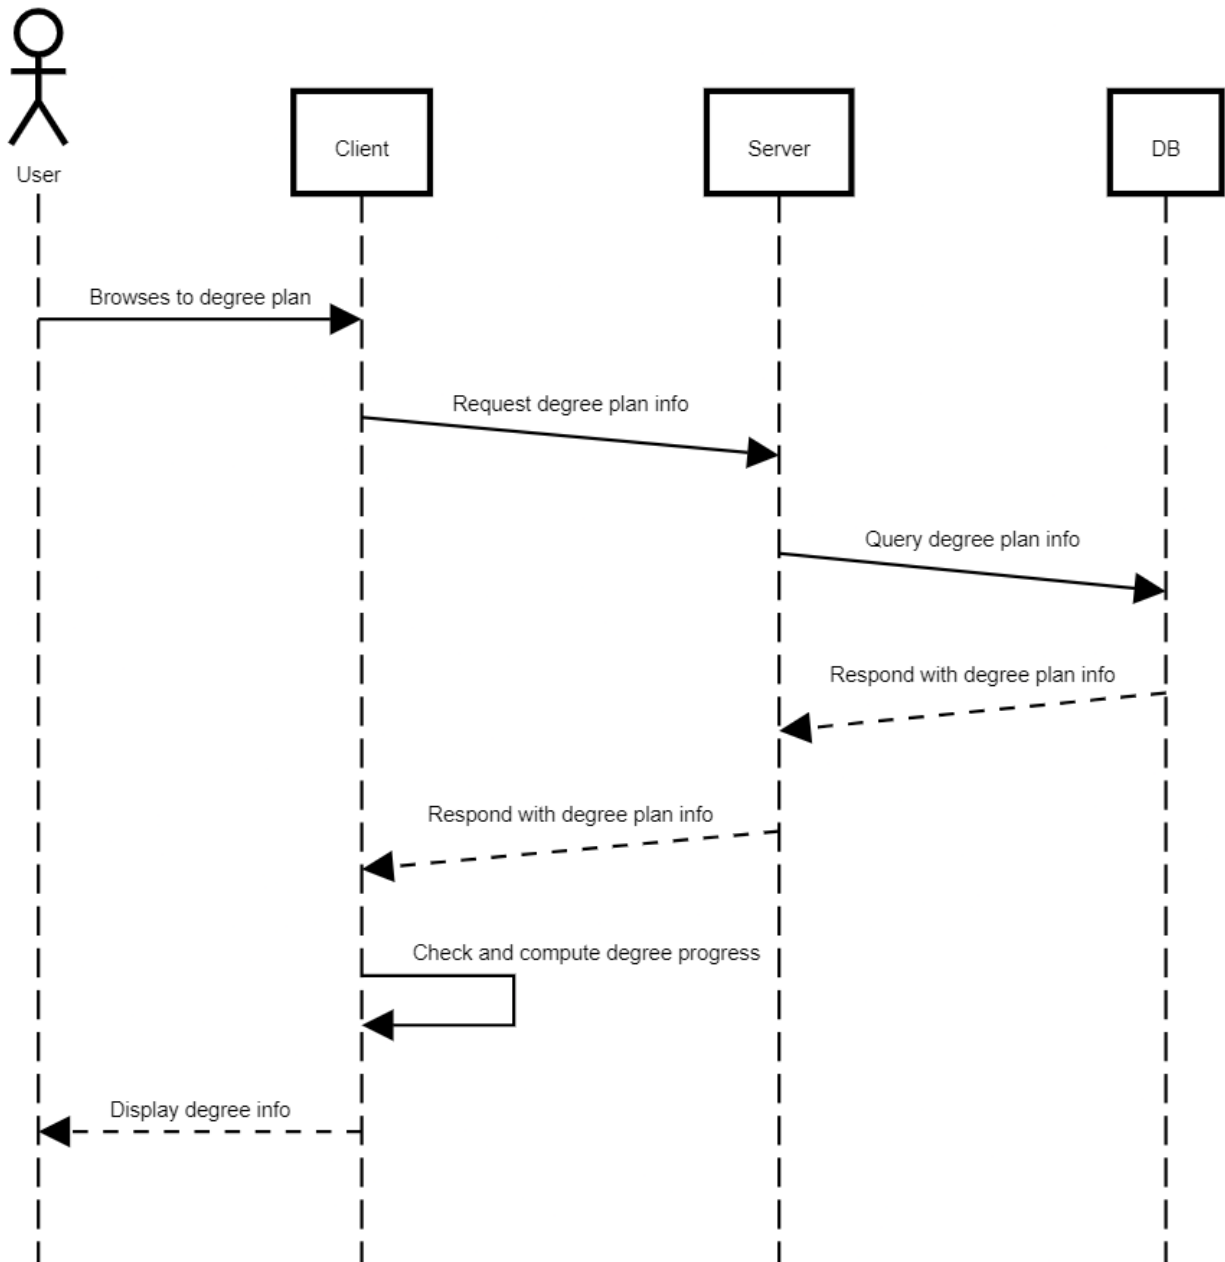 User
Client
Server
DB
Browses to degree plan
Request degree plan info
Query degree plan info
Respond with degree plan info
Respond with degree plan info
Check and compute degree progress
Display degree info